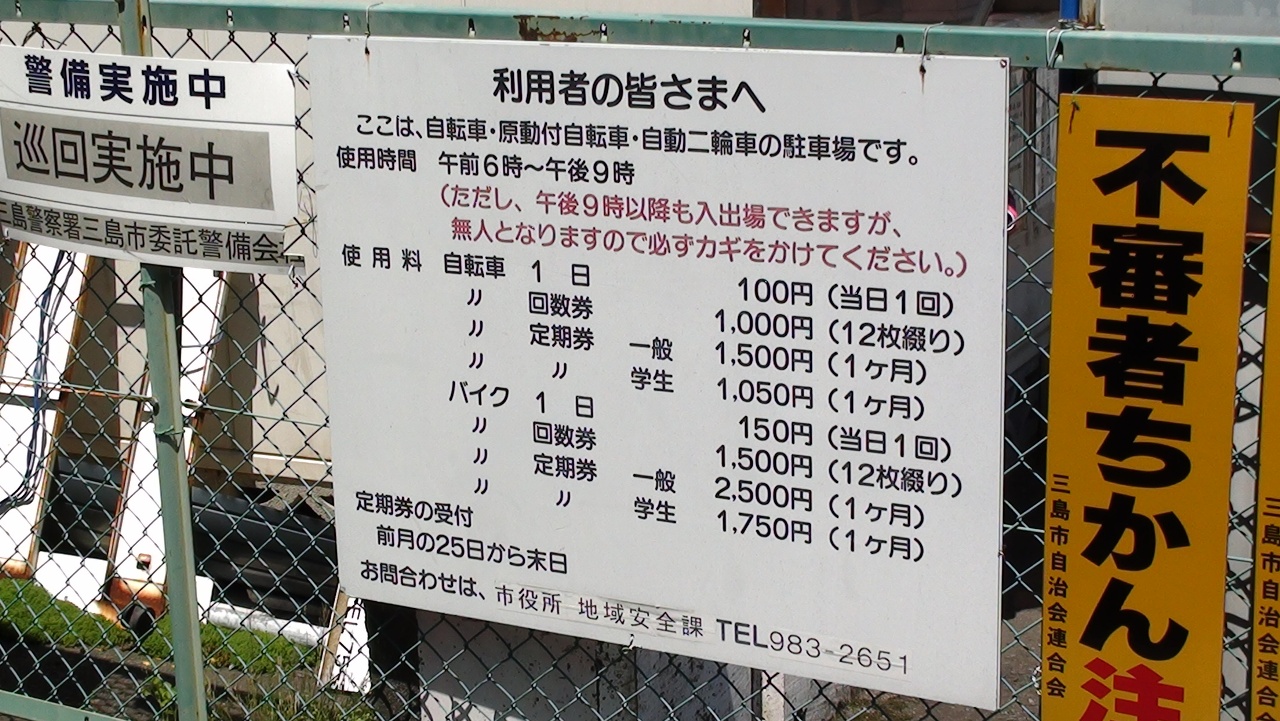 警備実施中
巡回実施中
三島警察署三島市委託警備会社
利用者の皆さまへ
ここは、自転車・原動付自転車・自動二輪車の駐車場です。
使用時間 午前6時～午後9時
(ただし、午後9時以降も入出場できますが、
無人となりますので必ずカギをかけてください。)
使用料 自転車 1日 100円 (当日1回)
〃 回数券 1,000円 (12枚綴り)
〃 定期券 一般 1,500円 (1ヶ月)
〃 〃 学生 1,050円 (1ヶ月)
バイク 1日 150円 (当日1回)
〃 回数券 1,500円 (12枚綴り)
〃 定期券 一般 2,500円 (1ヶ月)
〃 〃 学生 1,750円 (1ヶ月)
定期券の受付
前月の25日から末日
お問合わせは、市役所 地域安全課 TEL983-2651
不審者ちかん注
三島市自治会連合会
三島市自治会連合会